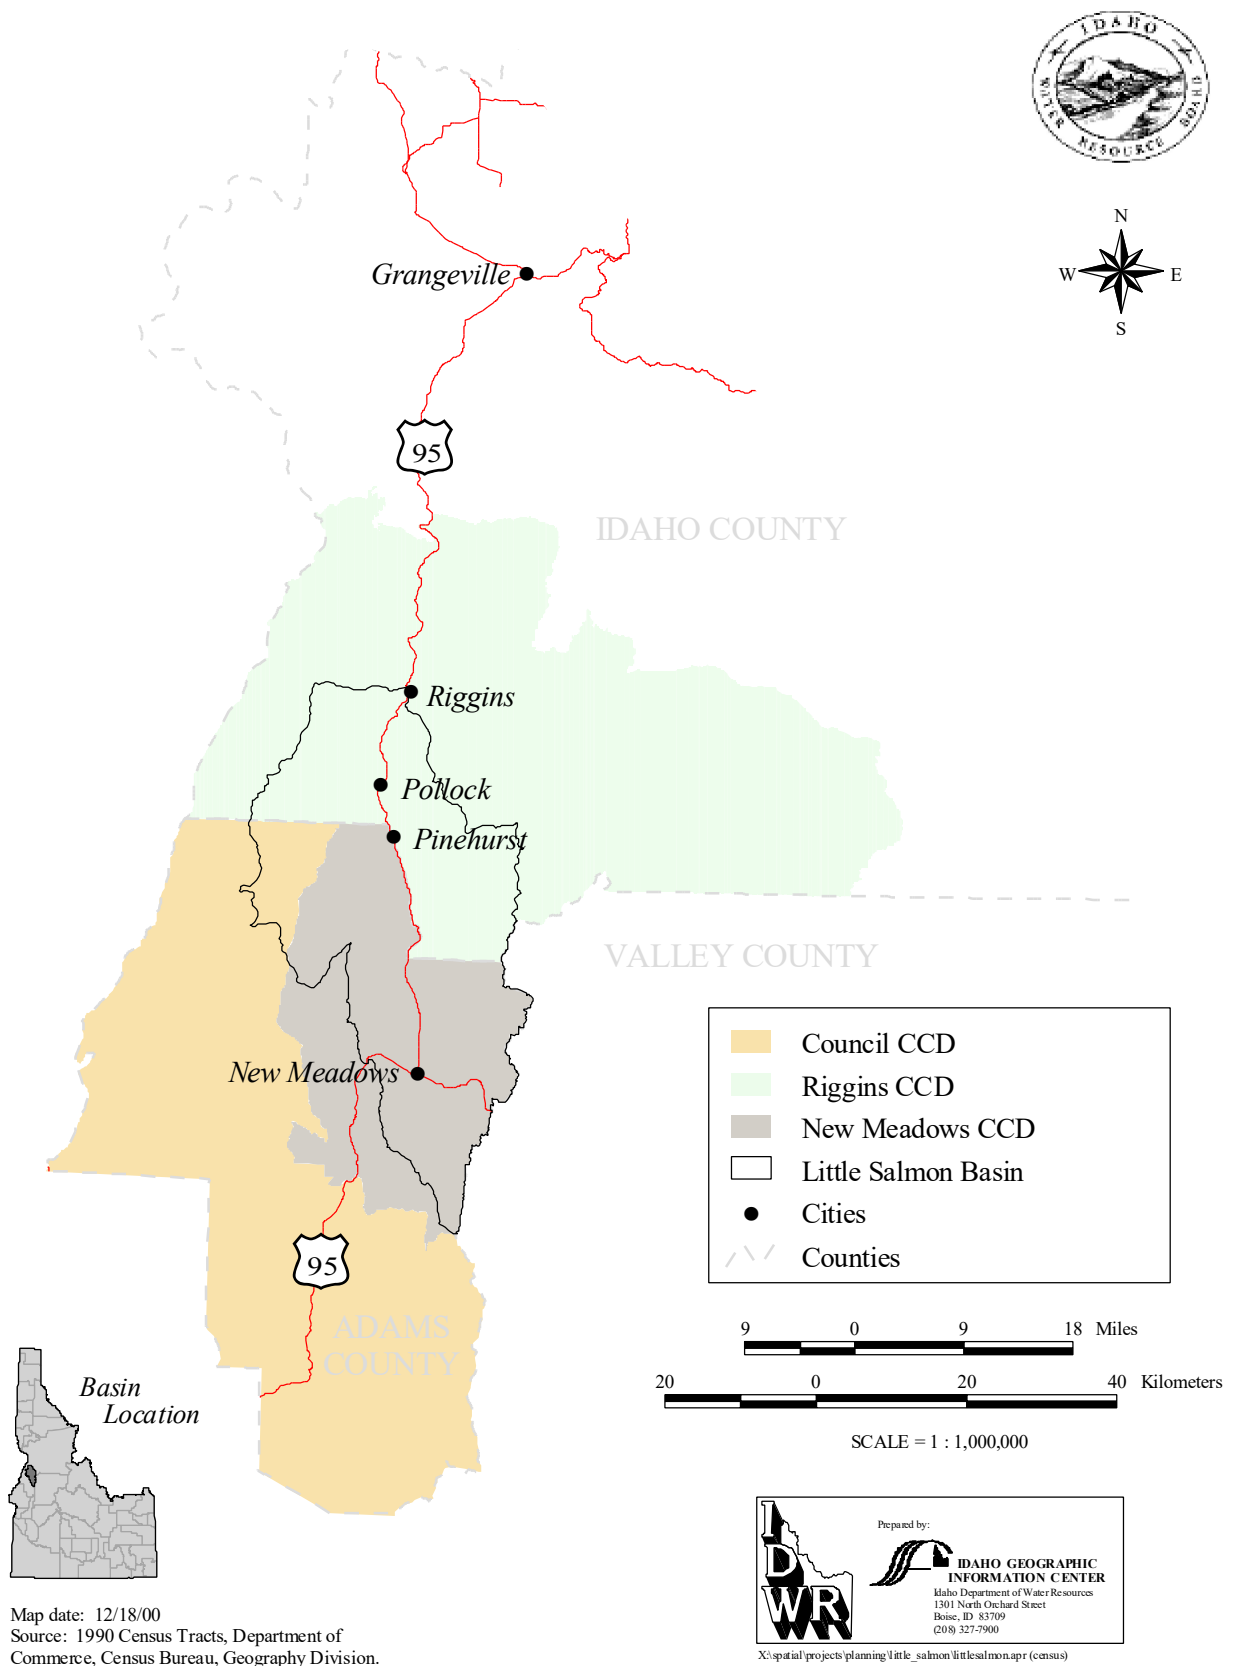 IDAHO
WATER RESOURCE BOARD
N
W E
S
Grangeville
95
IDAHO COUNTY
Riggins
Pollock
Pinehurst
VALLEY COUNTY
New Meadows
Council CCD
Riggins CCD
New Meadows CCD
Little Salmon Basin
Cities
Counties
95
ADAMS
COUNTY
9 0 9 18 Miles
20 0 20 40 Kilometers
SCALE = 1 : 1,000,000
Basin
Location
I
D
WR
Prepared by:
IDAHO GEOGRAPHIC
INFORMATION CENTER
Idaho Department of Water Resources
1301 North Orchard Street
Boise, ID 83709
(208) 327-7900
X:\spatial\projects\planning\little_salmon\littlesalmon.apr (census)
Map date: 12/18/00
Source: 1990 Census Tracts, Department of
Commerce, Census Bureau, Geography Division.